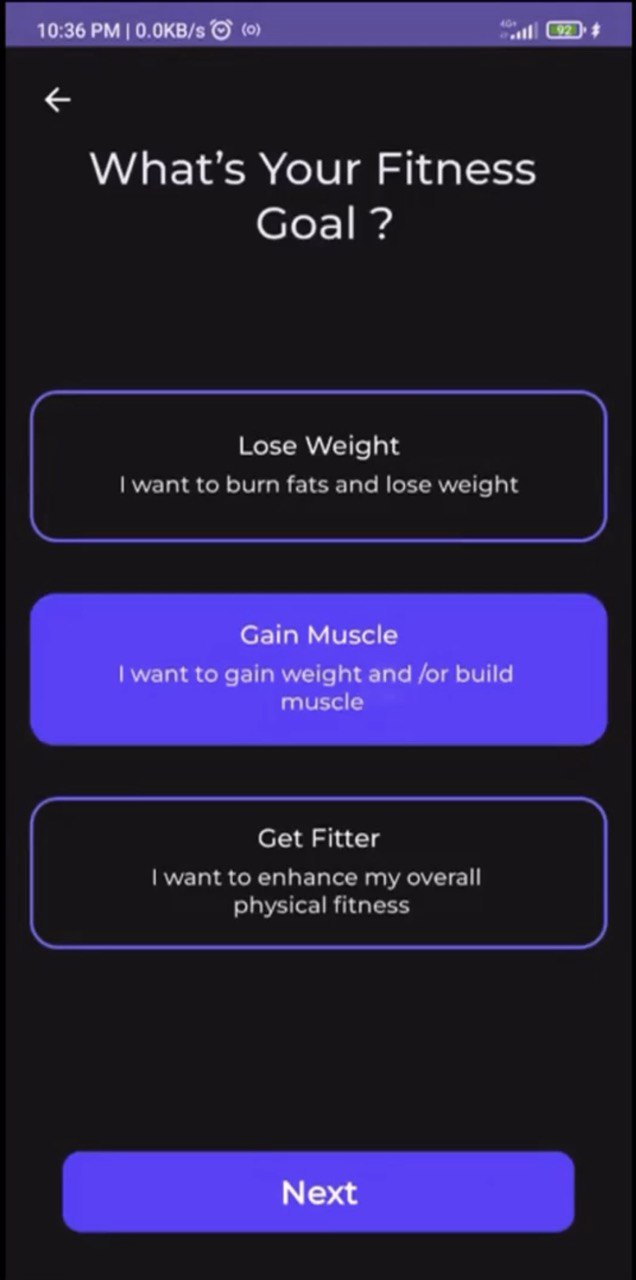 10:36 PM | 0.0KB/s
4G+
92
What's Your Fitness
Goal ?
Lose Weight
I want to burn fats and lose weight
Gain Muscle
I want to gain weight and /or build
muscle
Get Fitter
I want to enhance my overall
physical fitness
Next